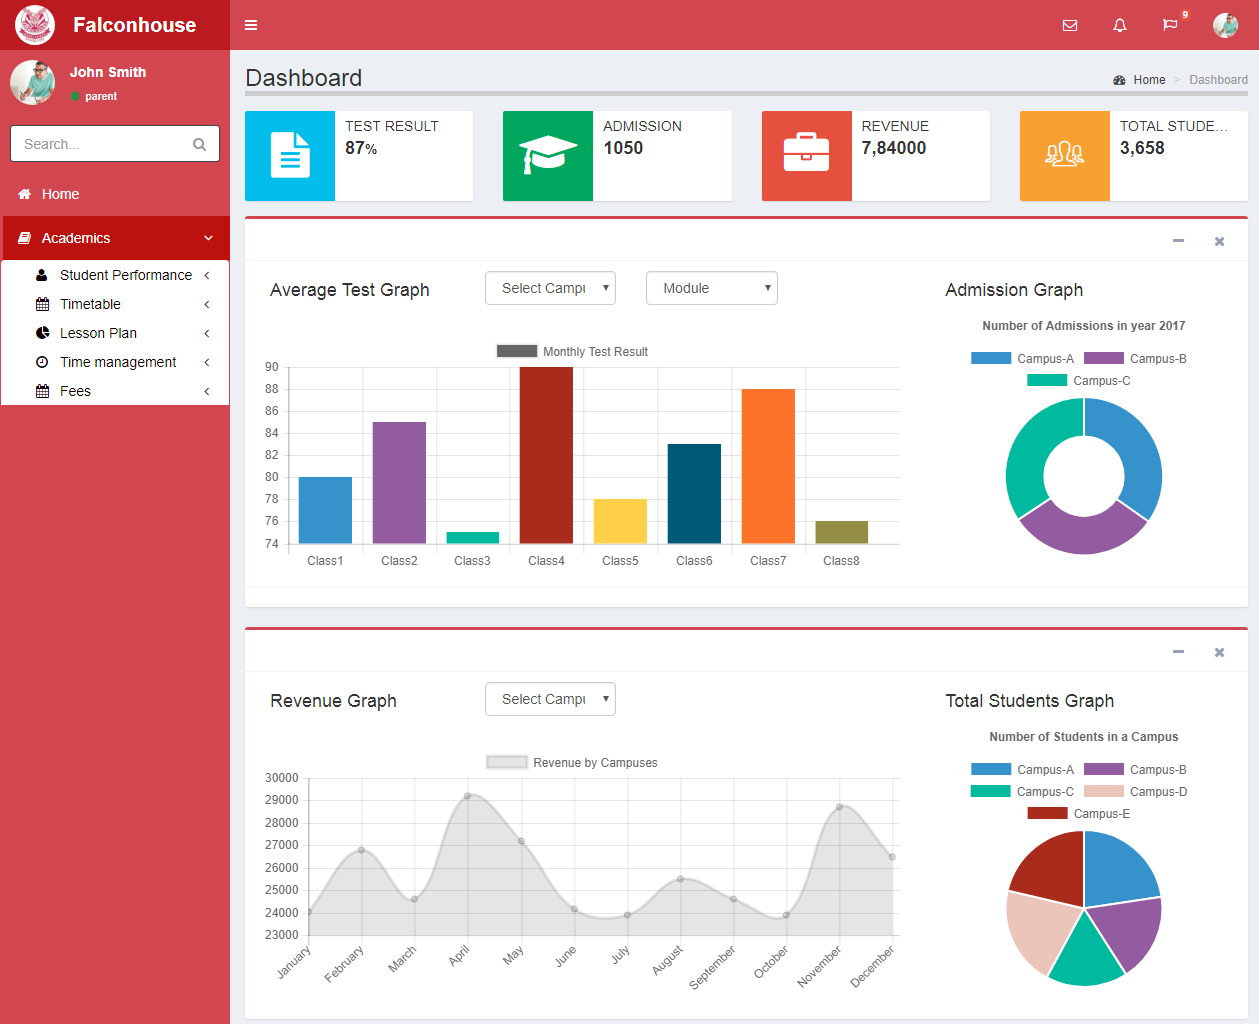 Falconhouse
9
John Smith
parent
Search...
Home
Academics
Student Performance
Timetable
Lesson Plan
Time management
Fees
Dashboard
Home > Dashboard
TEST RESULT
87%
ADMISSION
1050
REVENUE
7,84000
TOTAL STUDE...
3,658
Average Test Graph
Select Campu
Module
Monthly Test Result
90
88
86
84
82
80
78
76
74
Class1 Class2 Class3 Class4 Class5 Class6 Class7 Class8
Admission Graph
Number of Admissions in year 2017
Campus-A Campus-B
Campus-C
Revenue Graph
Select Campu
Revenue by Campuses
30000
29000
28000
27000
26000
25000
24000
23000
January February March April May June July August September October November December
Total Students Graph
Number of Students in a Campus
Campus-A Campus-B
Campus-C Campus-D
Campus-E